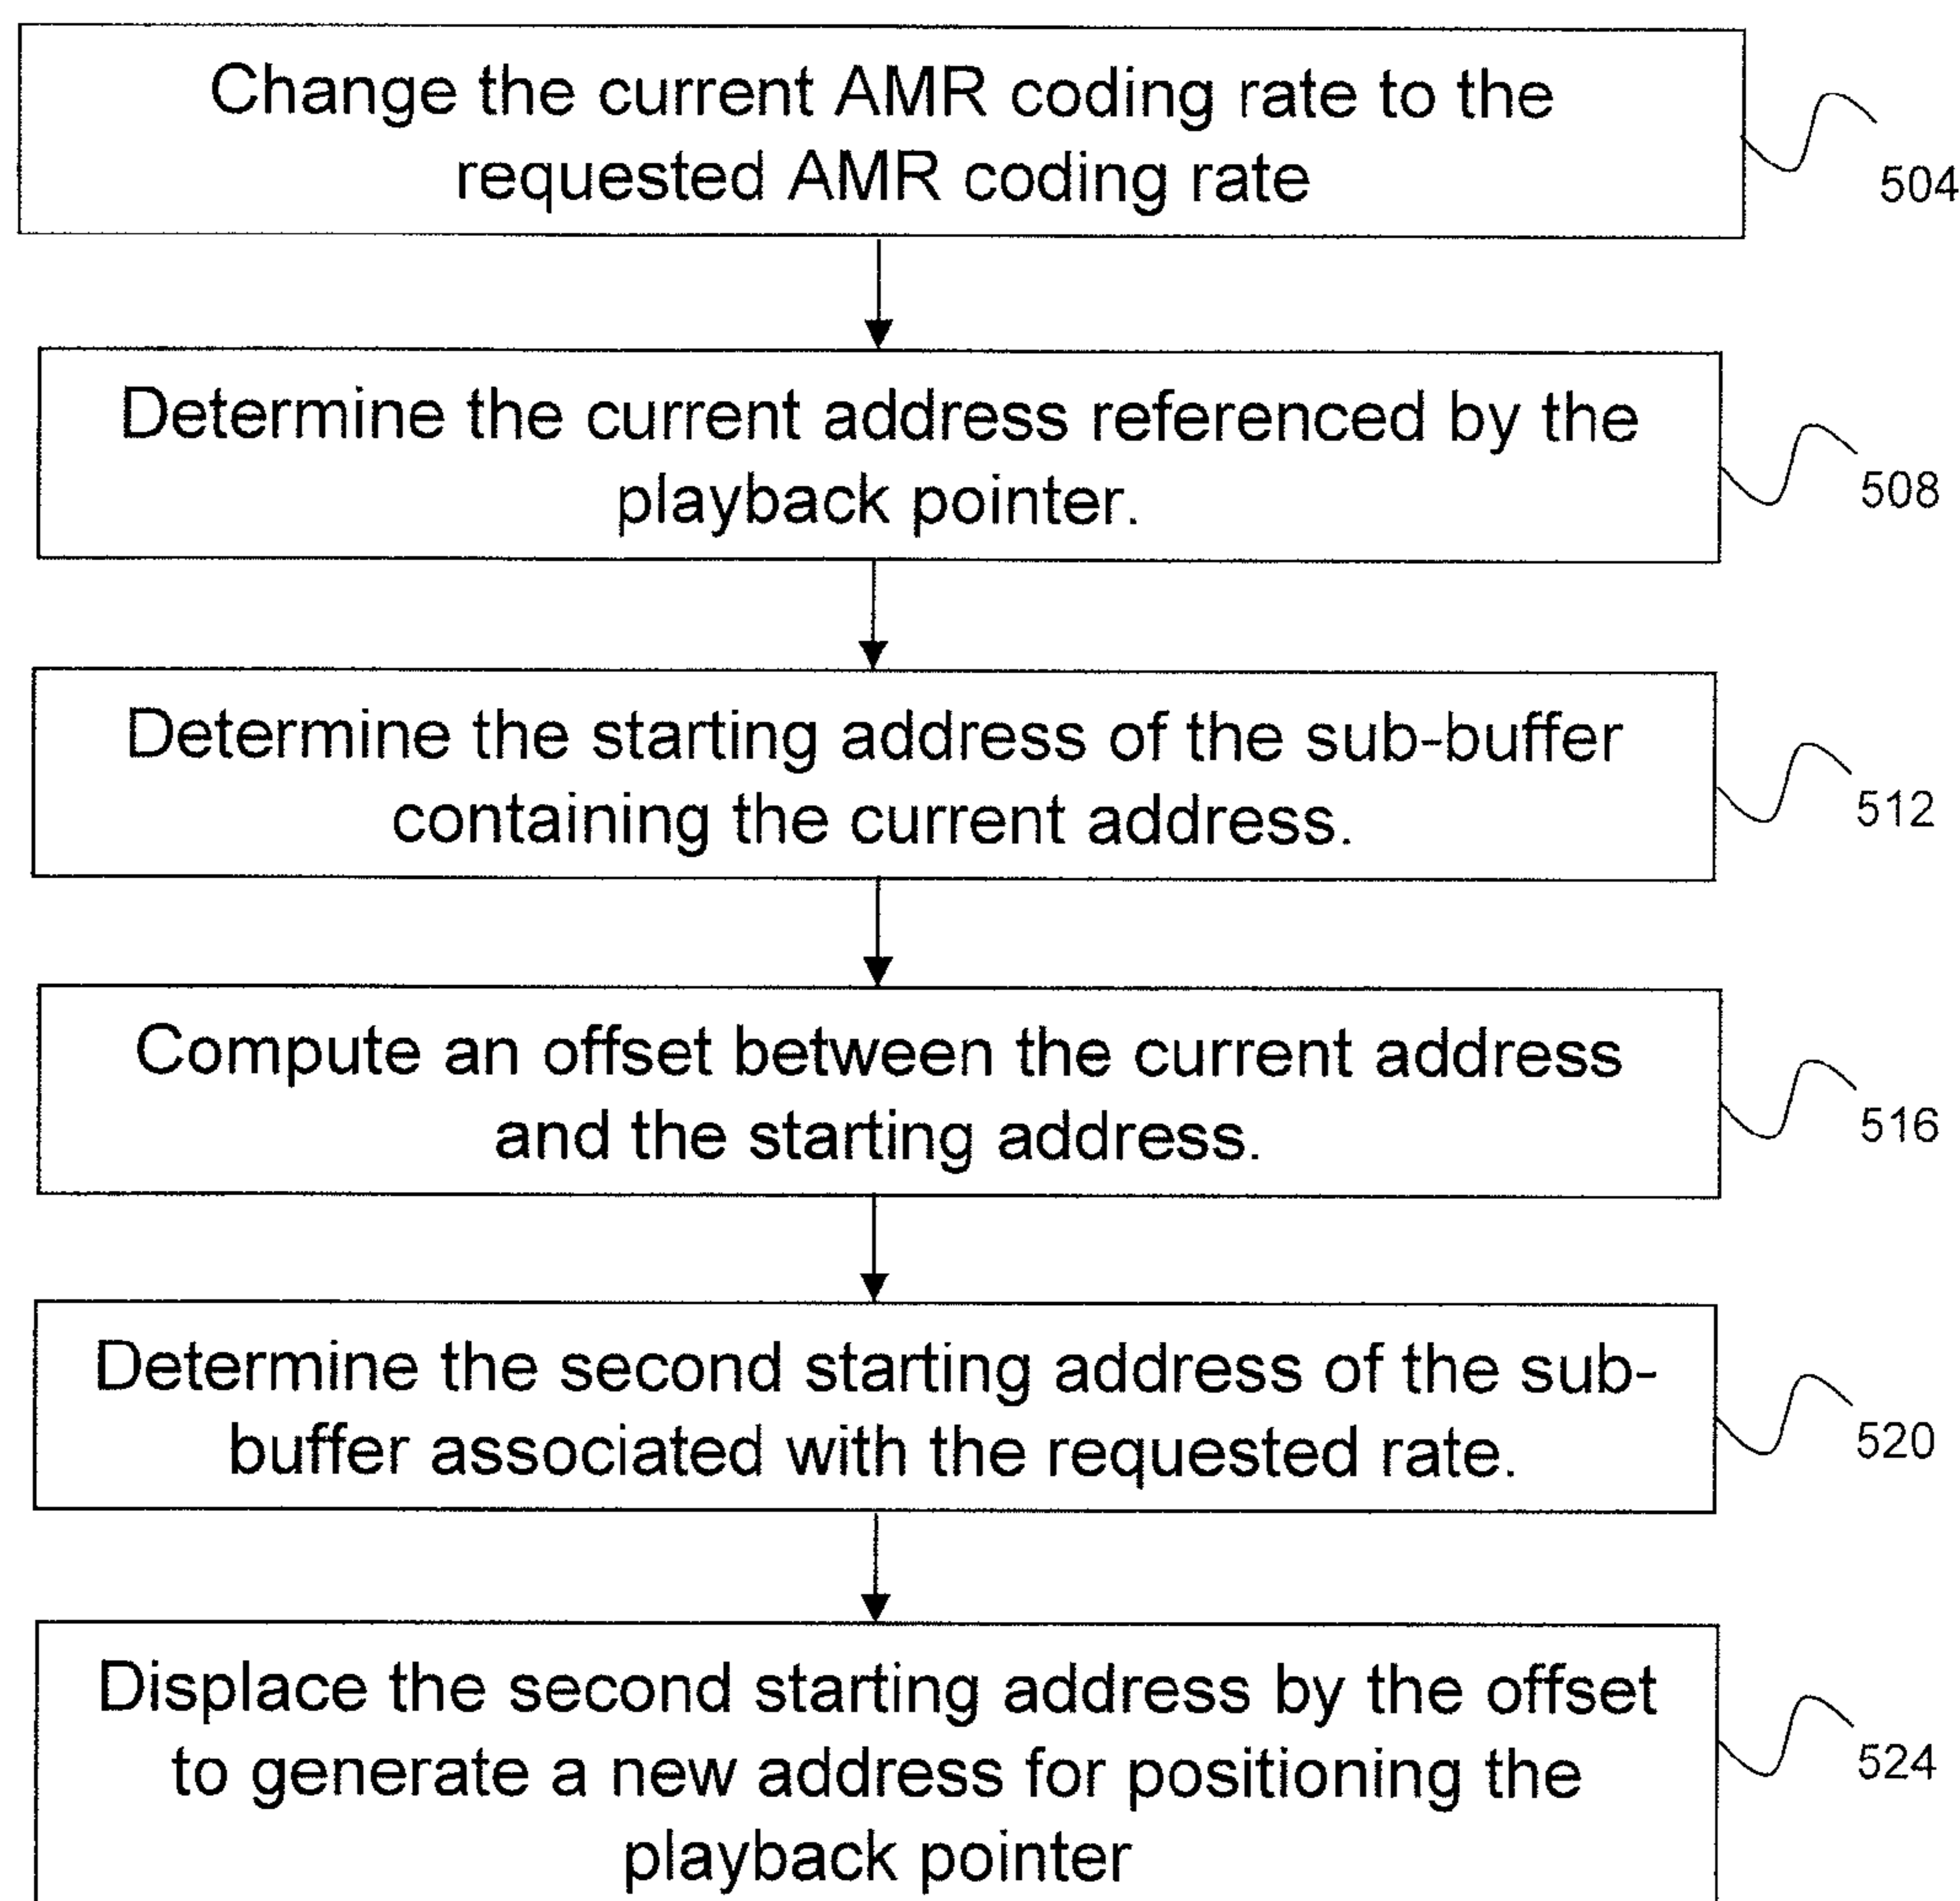 Change the current AMR coding rate to the
requested AMR coding rate
504
Determine the current address referenced by the
playback pointer.
508
Determine the starting address of the sub-buffer
containing the current address.
512
Compute an offset between the current address
and the starting address.
516
Determine the second starting address of the sub-
buffer associated with the requested rate.
520
Displace the second starting address by the offset
to generate a new address for positioning the
playback pointer
524